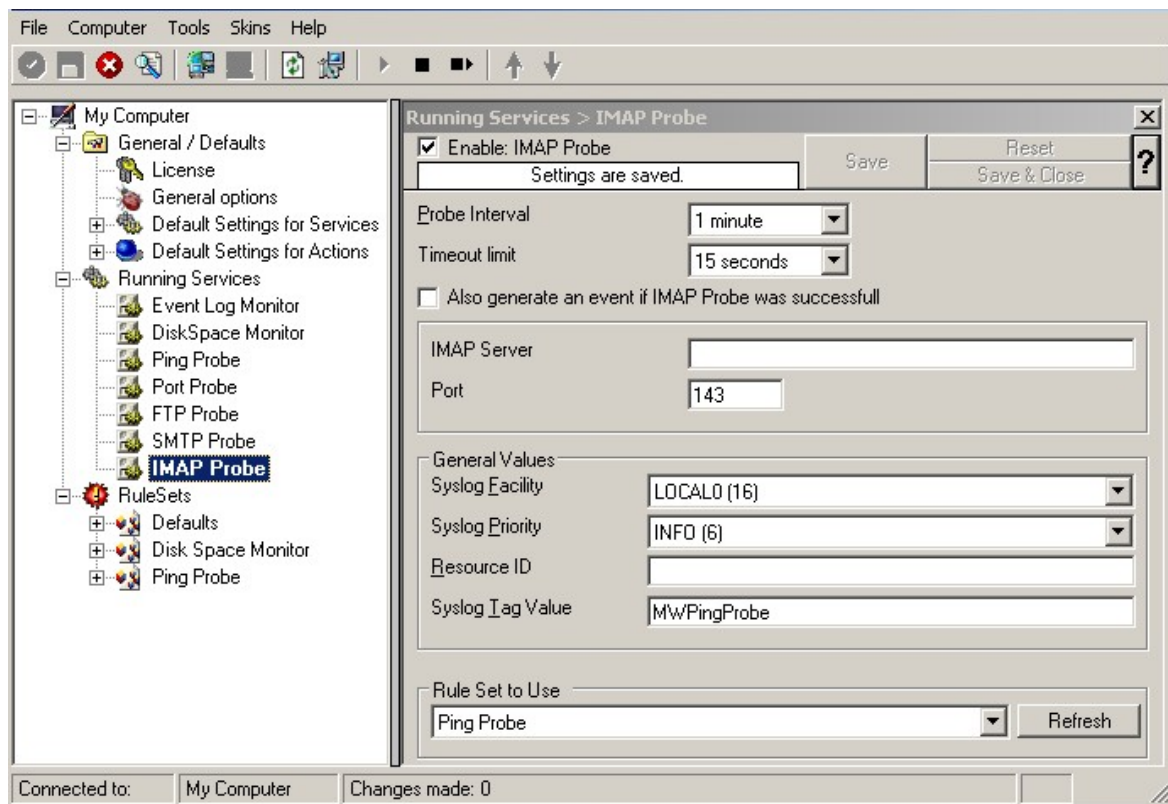 File Computer Tools Skins Help
My Computer
General / Defaults
License
General options
Default Settings for Services
Default Settings for Actions
Running Services
Event Log Monitor
DiskSpace Monitor
Ping Probe
Port Probe
FTP Probe
SMTP Probe
IMAP Probe
RuleSets
Defaults
Disk Space Monitor
Ping Probe
Running Services > IMAP Probe
Enable: IMAP Probe
Settings are saved.
Save
Reset
Save & Close
?
Probe Interval
1 minute
Timeout limit
15 seconds
Also generate an event if IMAP Probe was successfull
IMAP Server
Port
143
General Values
Syslog Facility
LOCAL0 (16)
Syslog Priority
INFO (6)
Resource ID
Syslog Tag Value
MWPingProbe
Rule Set to Use
Ping Probe
Refresh
Connected to: My Computer Changes made: 0